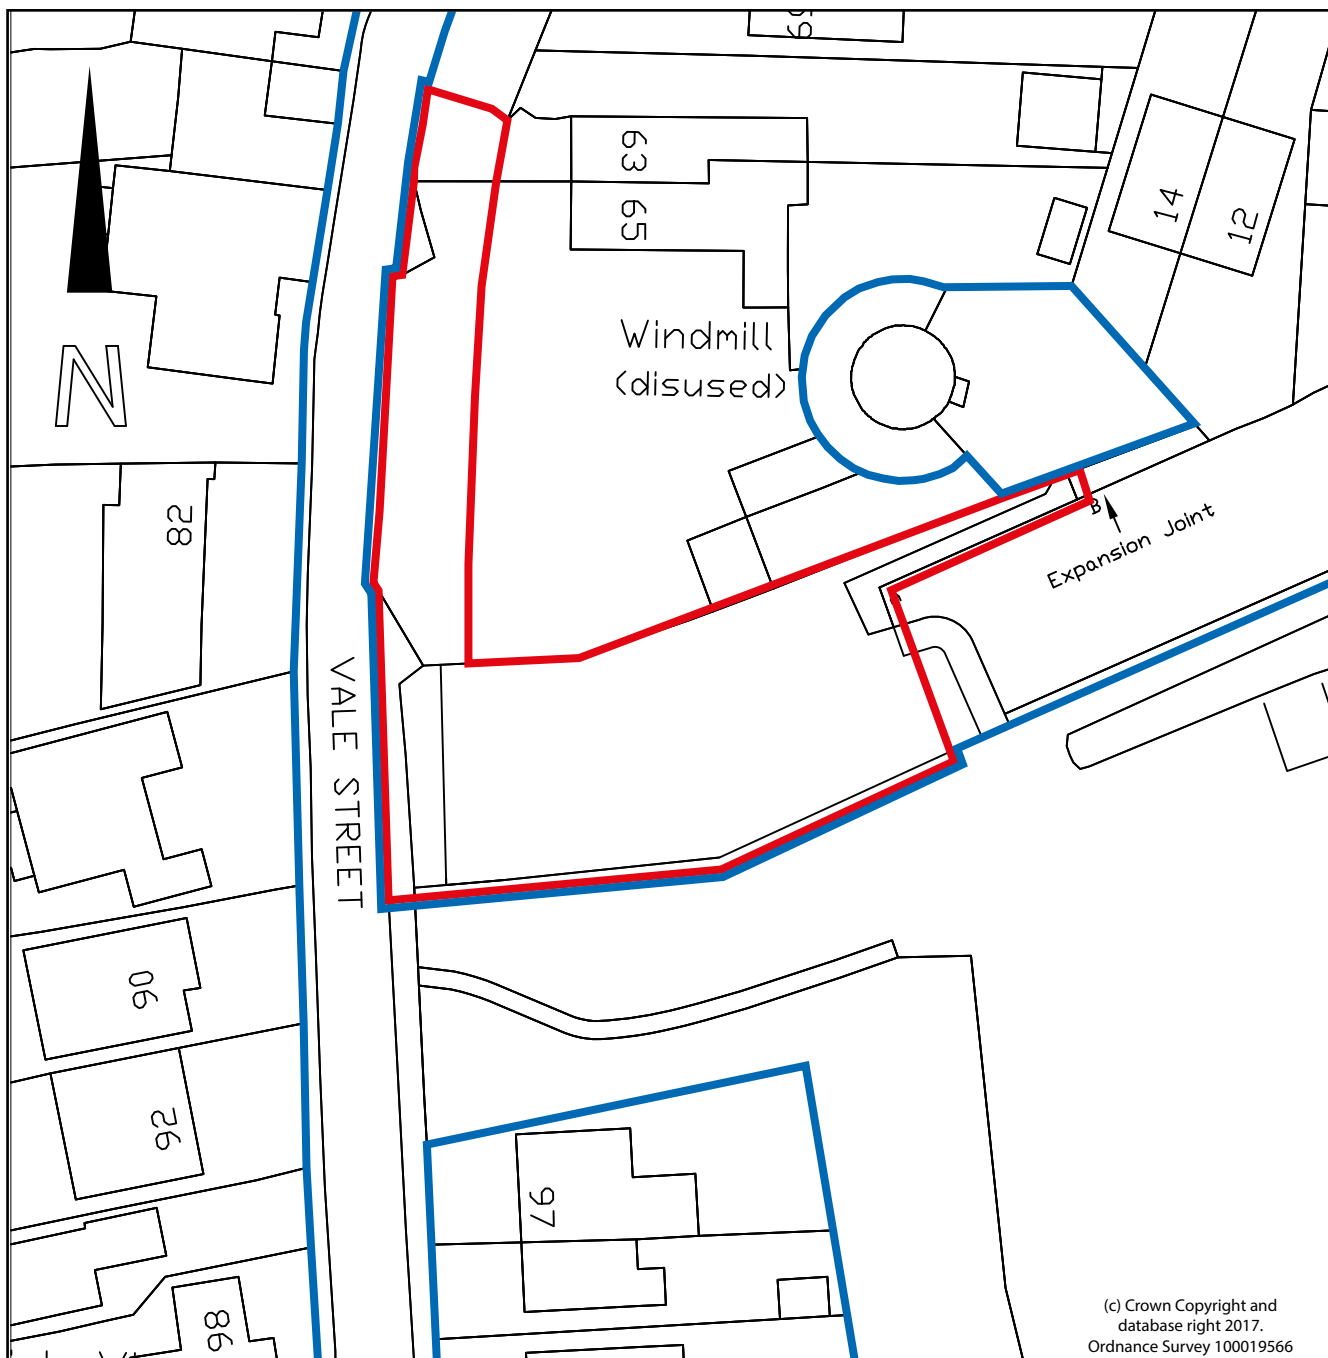 63
65
14
12
N
Windmill
(disused)
82
B
Expansion Joint
VALE STREET
90
92
97
98
(c) Crown Copyright and
database right 2017.
Ordnance Survey 100019566